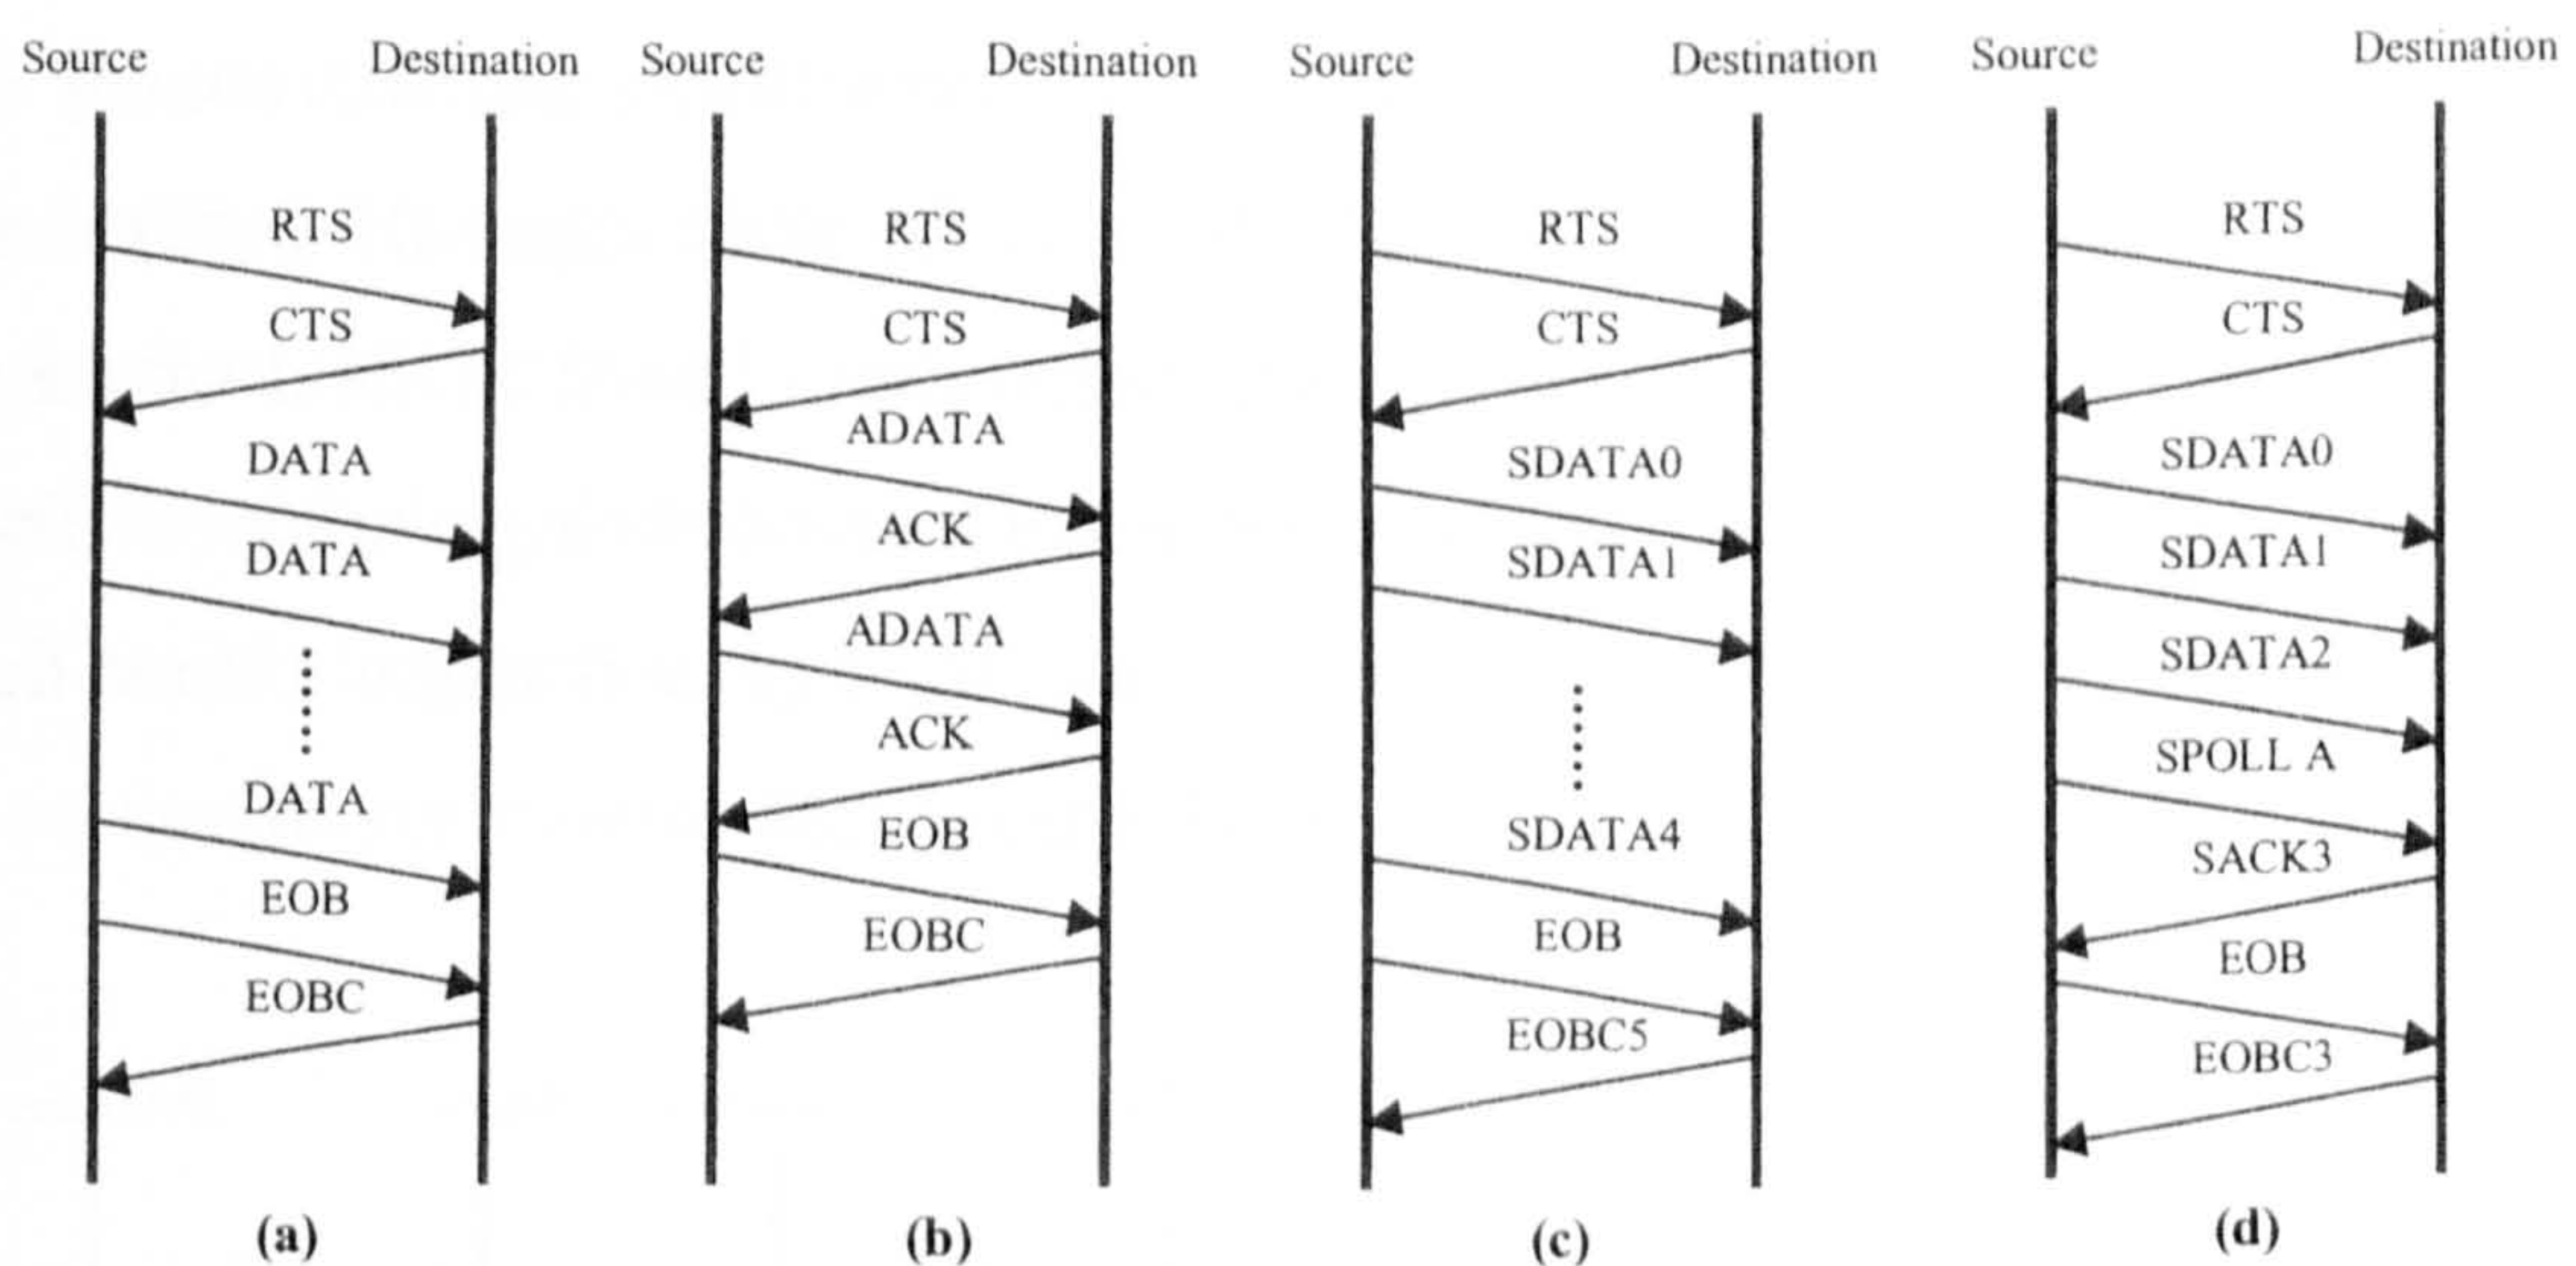 Source Destination
RTS
CTS
DATA
DATA
DATA
EOB
EOBC
(a)
Source Destination
RTS
CTS
ADATA
ACK
ADATA
ACK
EOB
EOBC
(b)
Source Destination
RTS
CTS
SDATA0
SDATA1
SDATA4
EOB
EOBC5
(c)
Source Destination
RTS
CTS
SDATA0
SDATA1
SDATA2
SPOLL A
SACK3
EOB
EOBC3
(d)